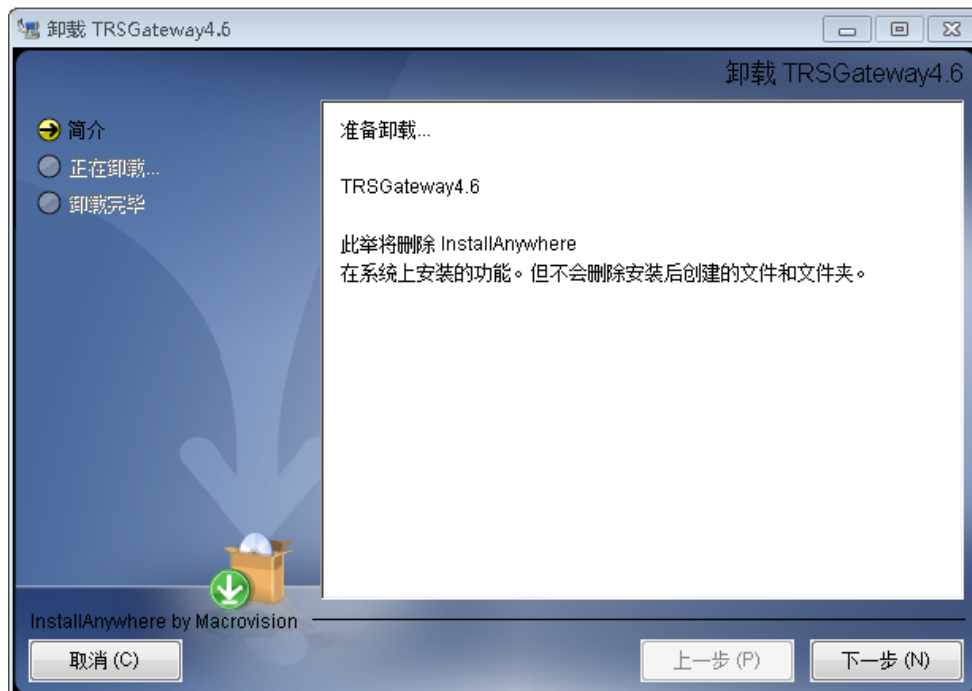 卸载 TRSGateway4.6
卸载 TRSGateway4.6
简介
正在卸载...
卸载完毕
准备卸载...
TRSGateway4.6
此举将删除 InstallAnywhere
在系统上安装的功能。但不会删除安装后创建的文件和文件夹。
InstallAnywhere by Macrovision
取消 (C)
上一步 (P)
下一步 (N)